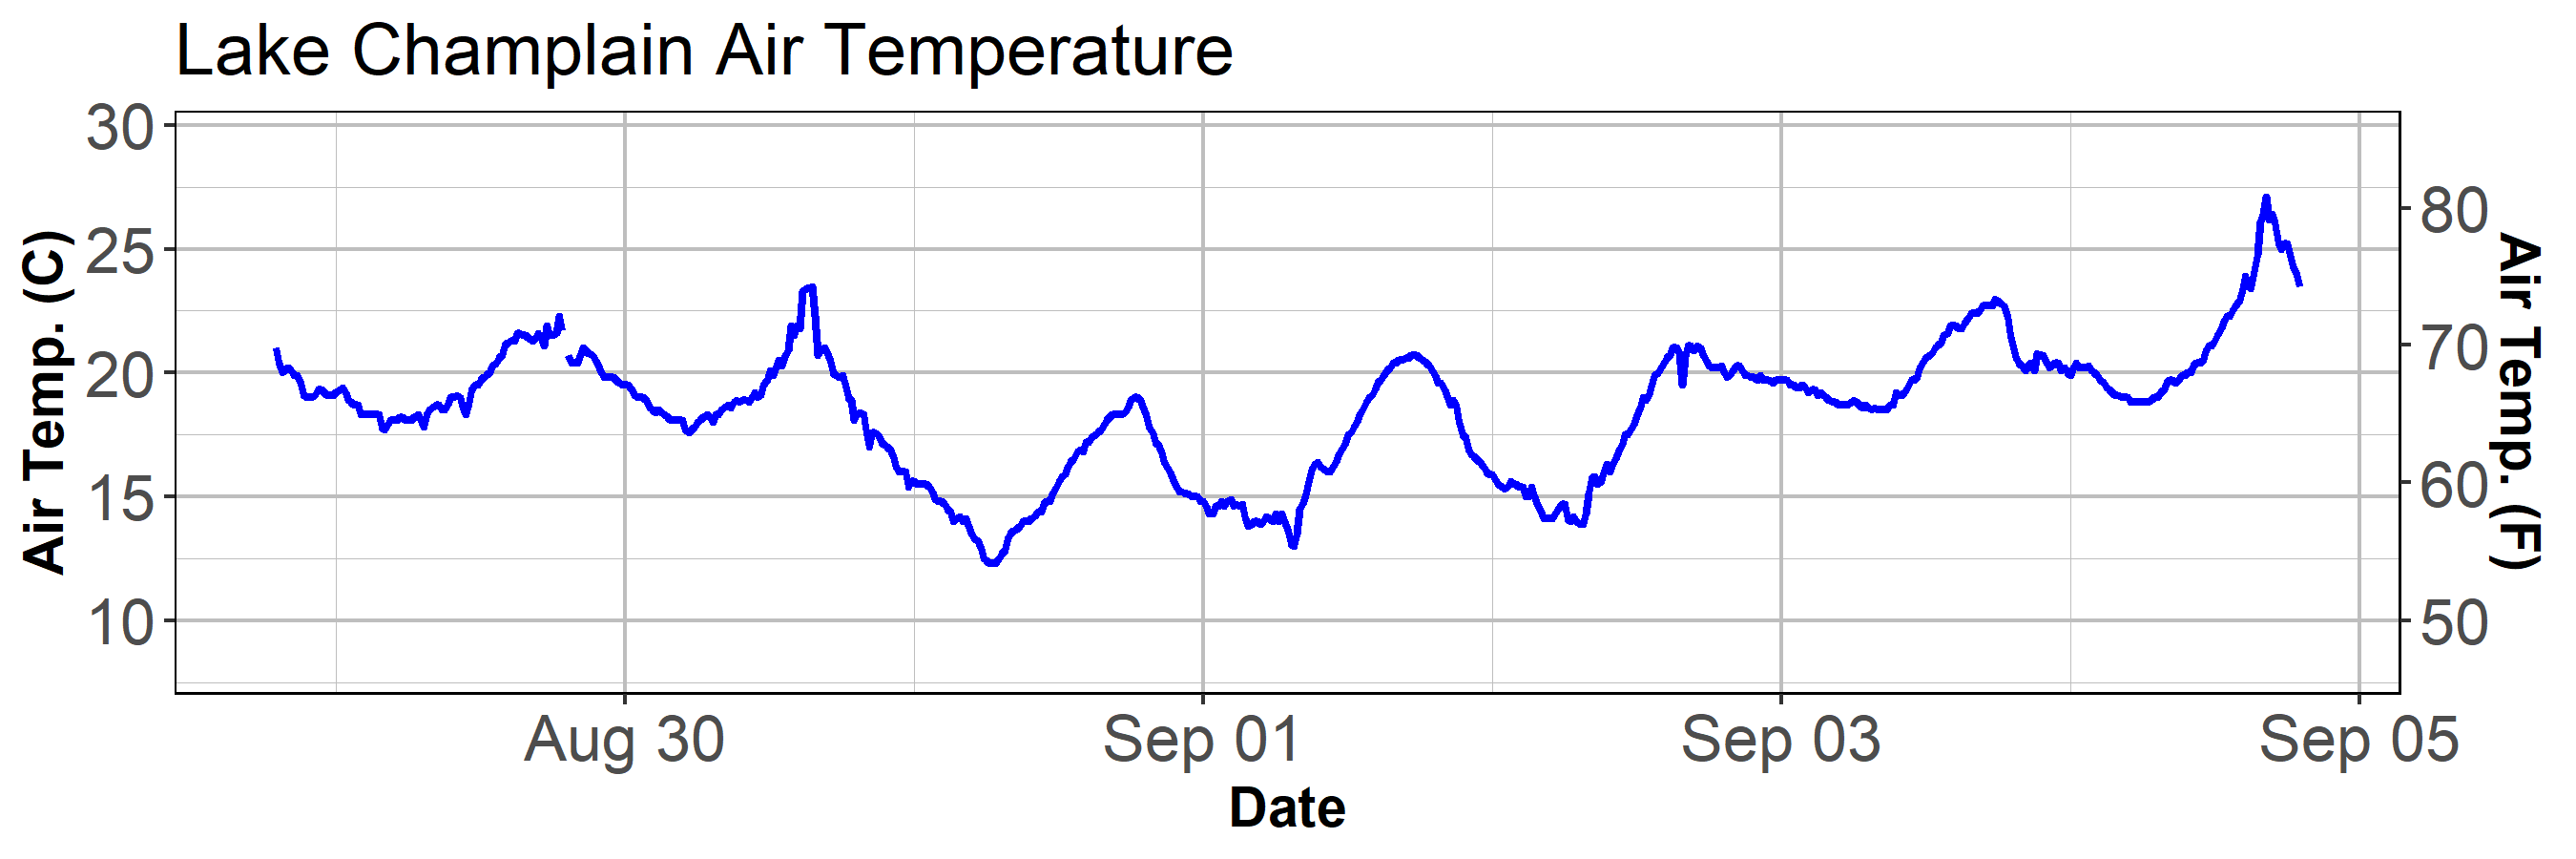 Lake Champlain Air Temperature
30
25
20
15
10
Air Temp. (C)
80
70
60
50
Air Temp. (F)
Aug 30 Sep 01 Sep 03 Sep 05
Date